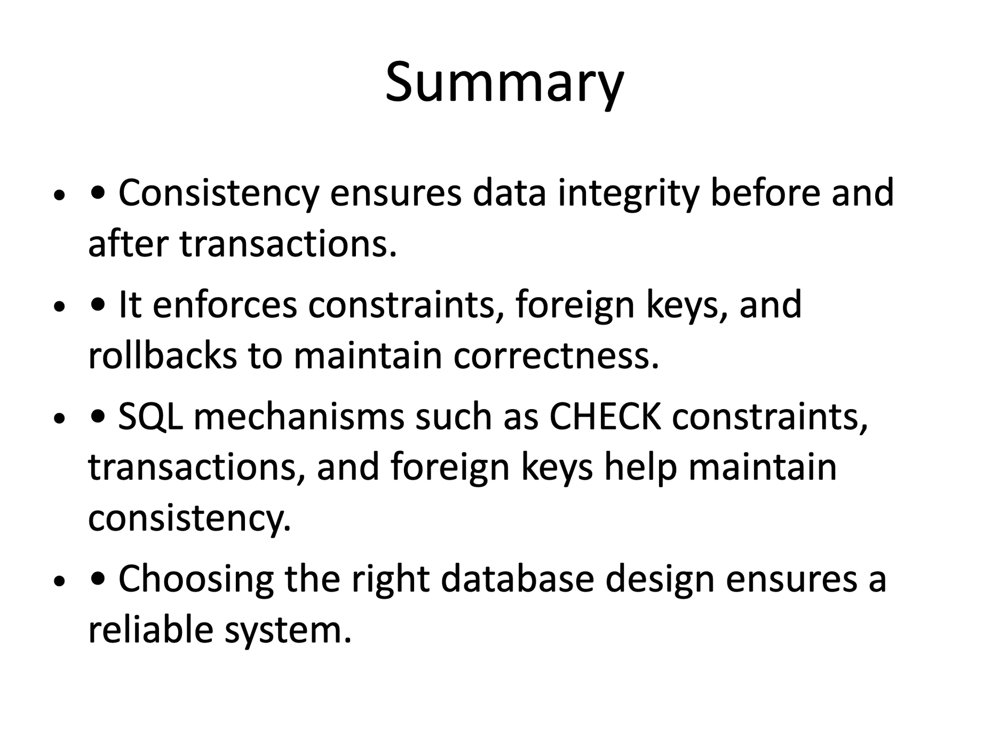 Summary
• • Consistency ensures data integrity before and
after transactions.
• • It enforces constraints, foreign keys, and
rollbacks to maintain correctness.
• • SQL mechanisms such as CHECK constraints,
transactions, and foreign keys help maintain
consistency.
• • Choosing the right database design ensures a
reliable system.